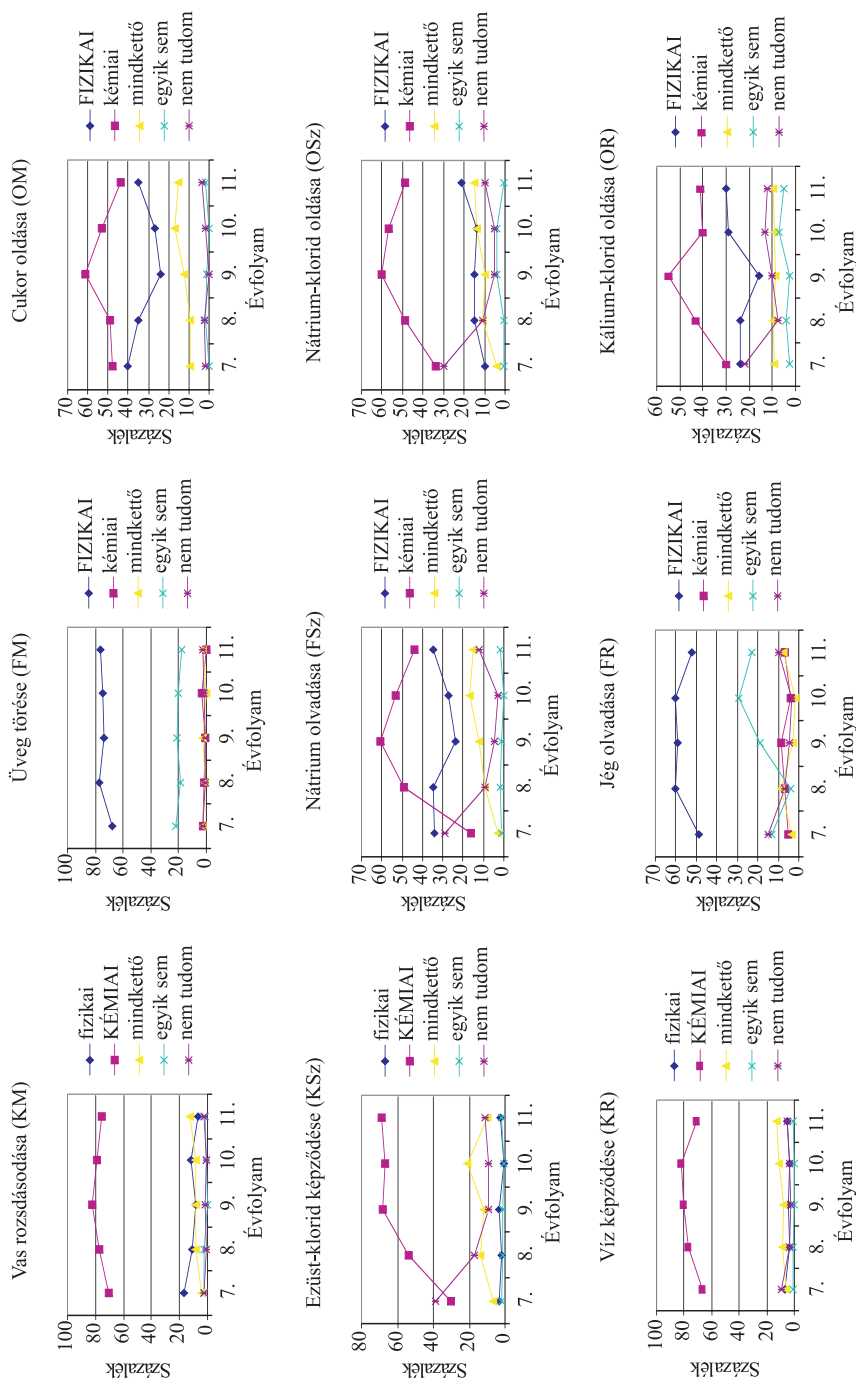 Vas rozsdásodása (KM)
Százalék
100
80
60
40
20
0
7. 8. 9. 10. 11.
Évfolyam
fizikai
KÉMIAI
mindkettő
egyik sem
nem tudom
Üveg törése (FM)
Százalék
100
80
60
40
20
0
7. 8. 9. 10. 11.
Évfolyam
FIZIKAI
kémiai
mindkettő
egyik sem
nem tudom
Cukor oldása (OM)
Százalék
70
60
50
40
30
20
10
0
7. 8. 9. 10. 11.
Évfolyam
FIZIKAI
kémiai
mindkettő
egyik sem
nem tudom
Ezüst-klorid képződése (KSz)
Százalék
80
60
40
20
0
7. 8. 9. 10. 11.
Évfolyam
fizikai
KÉMIAI
mindkettő
egyik sem
nem tudom
Nátrium olvadása (FSz)
Százalék
70
60
50
40
30
20
10
0
7. 8. 9. 10. 11.
Évfolyam
FIZIKAI
kémiai
mindkettő
egyik sem
nem tudom
Nátrium-klorid oldása (OSz)
Százalék
70
60
50
40
30
20
10
0
7. 8. 9. 10. 11.
Évfolyam
FIZIKAI
kémiai
mindkettő
egyik sem
nem tudom
Víz képződése (KR)
Százalék
100
80
60
40
20
0
7. 8. 9. 10. 11.
Évfolyam
fizikai
KÉMIAI
mindkettő
egyik sem
nem tudom
Jég olvadása (FR)
Százalék
70
60
50
40
30
20
10
0
7. 8. 9. 10. 11.
Évfolyam
FIZIKAI
kémiai
mindkettő
egyik sem
nem tudom
Kálium-klorid oldása (OR)
Százalék
60
50
40
30
20
10
0
7. 8. 9. 10. 11.
Évfolyam
FIZIKAI
kémiai
mindkettő
egyik sem
nem tudom